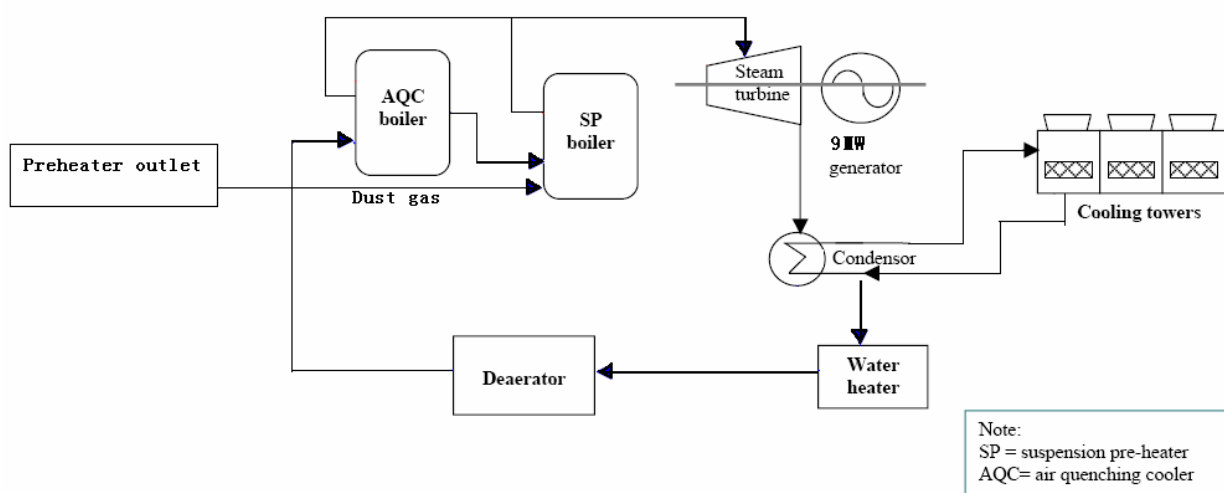 AQC
boiler
SP
boiler
Steam
turbine
9MW
generator
Preheater outlet
Dust gas
Cooling towers
Condensor
Deaerator
Water
heater
Note:
SP = suspension pre-heater
AQC= air quenching cooler